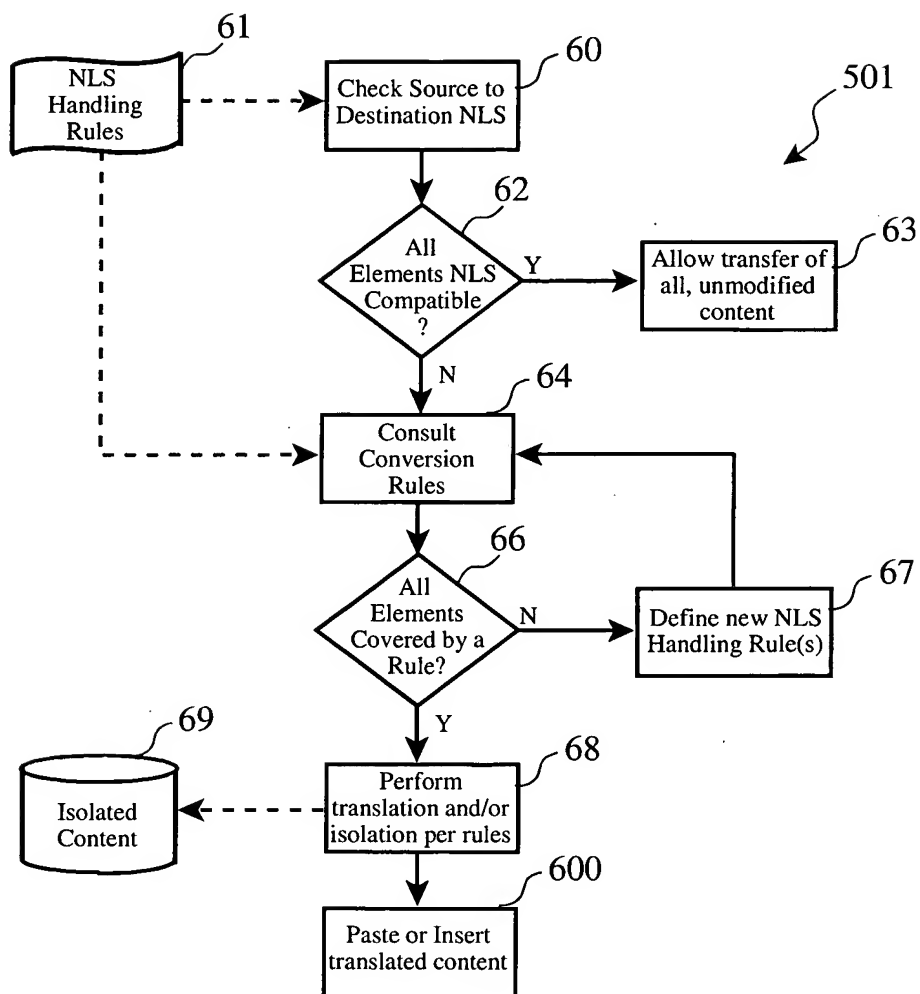 61
NLS
Handling
Rules
60
Check Source to
Destination NLS
501
62
All
Elements NLS
Compatible
?
Y
63
Allow transfer of
all, unmodified
content
N
64
Consult
Conversion
Rules
66
All
Elements
Covered by a
Rule?
N
67
Define new NLS
Handling Rule(s)
Y
69
Isolated
Content
68
Perform
translation and/or
isolation per rules
600
Paste or Insert
translated content